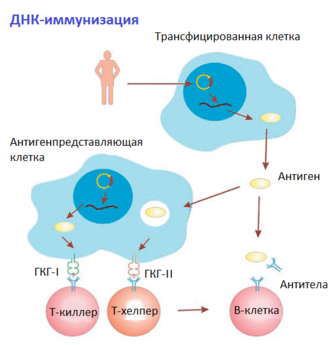 ДНК-иммунизация
Трансфицированная клетка
Антигенпредставляющая
клетка
Антиген
ГКГ-I
ГКГ-II
Антитела
Т-киллер
Т-хелпер
В-клетка